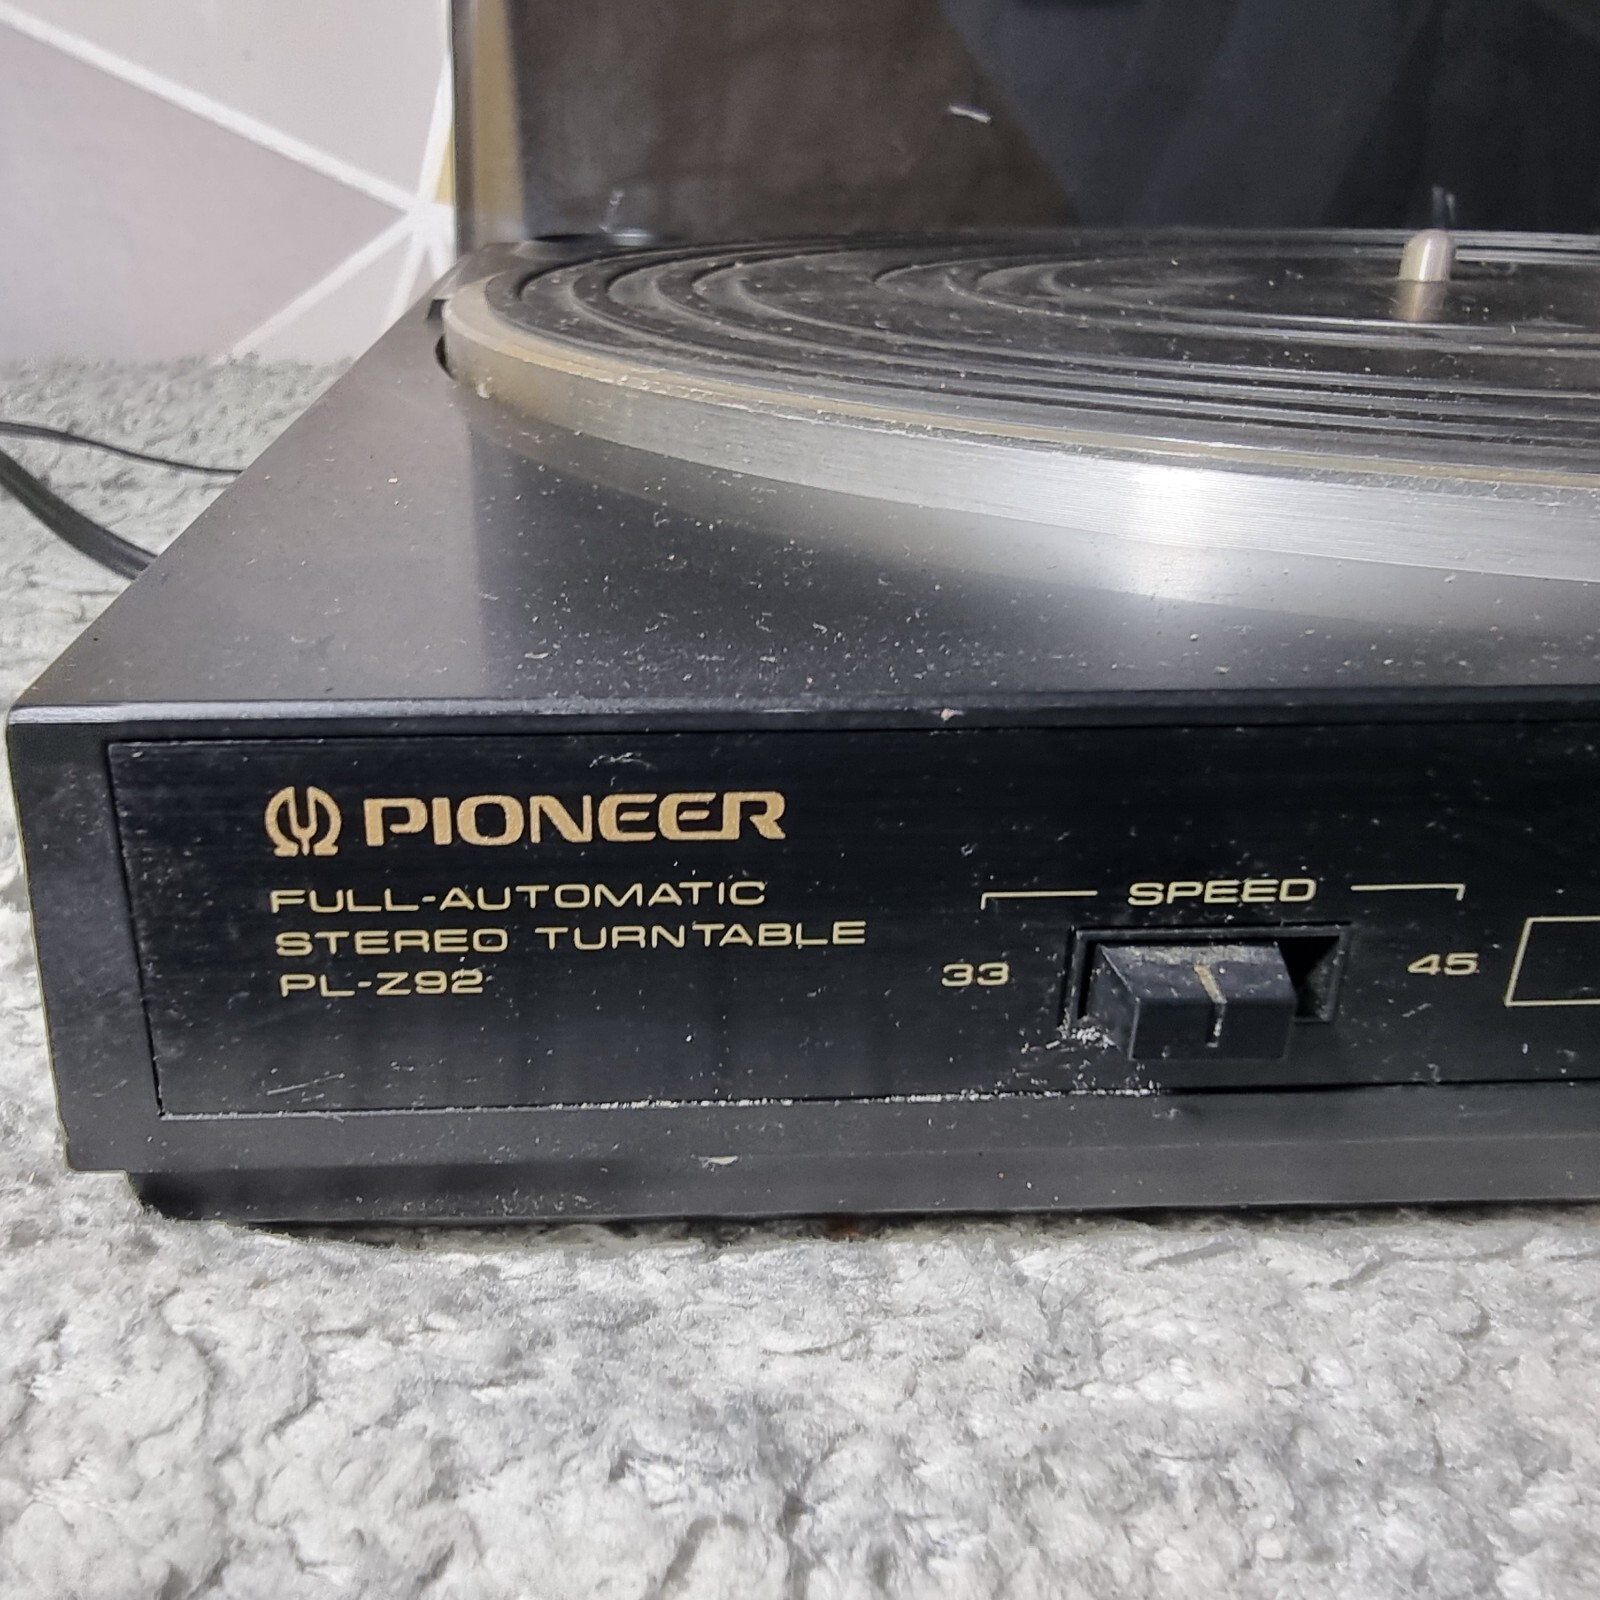 PIONEER
FULL-AUTOMATIC
STEREO TURNTABLE
PL-Z92
SPEED
33 45